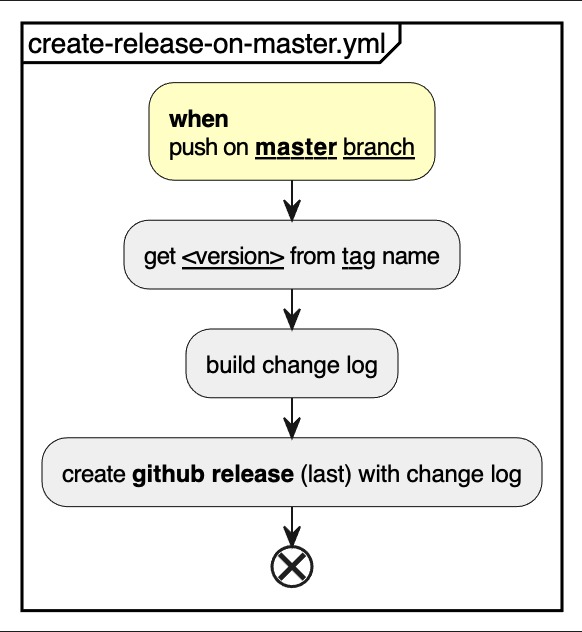 create-release-on-master.yml
when
push on master branch
get <version> from tag name
build change log
create github release (last) with change log